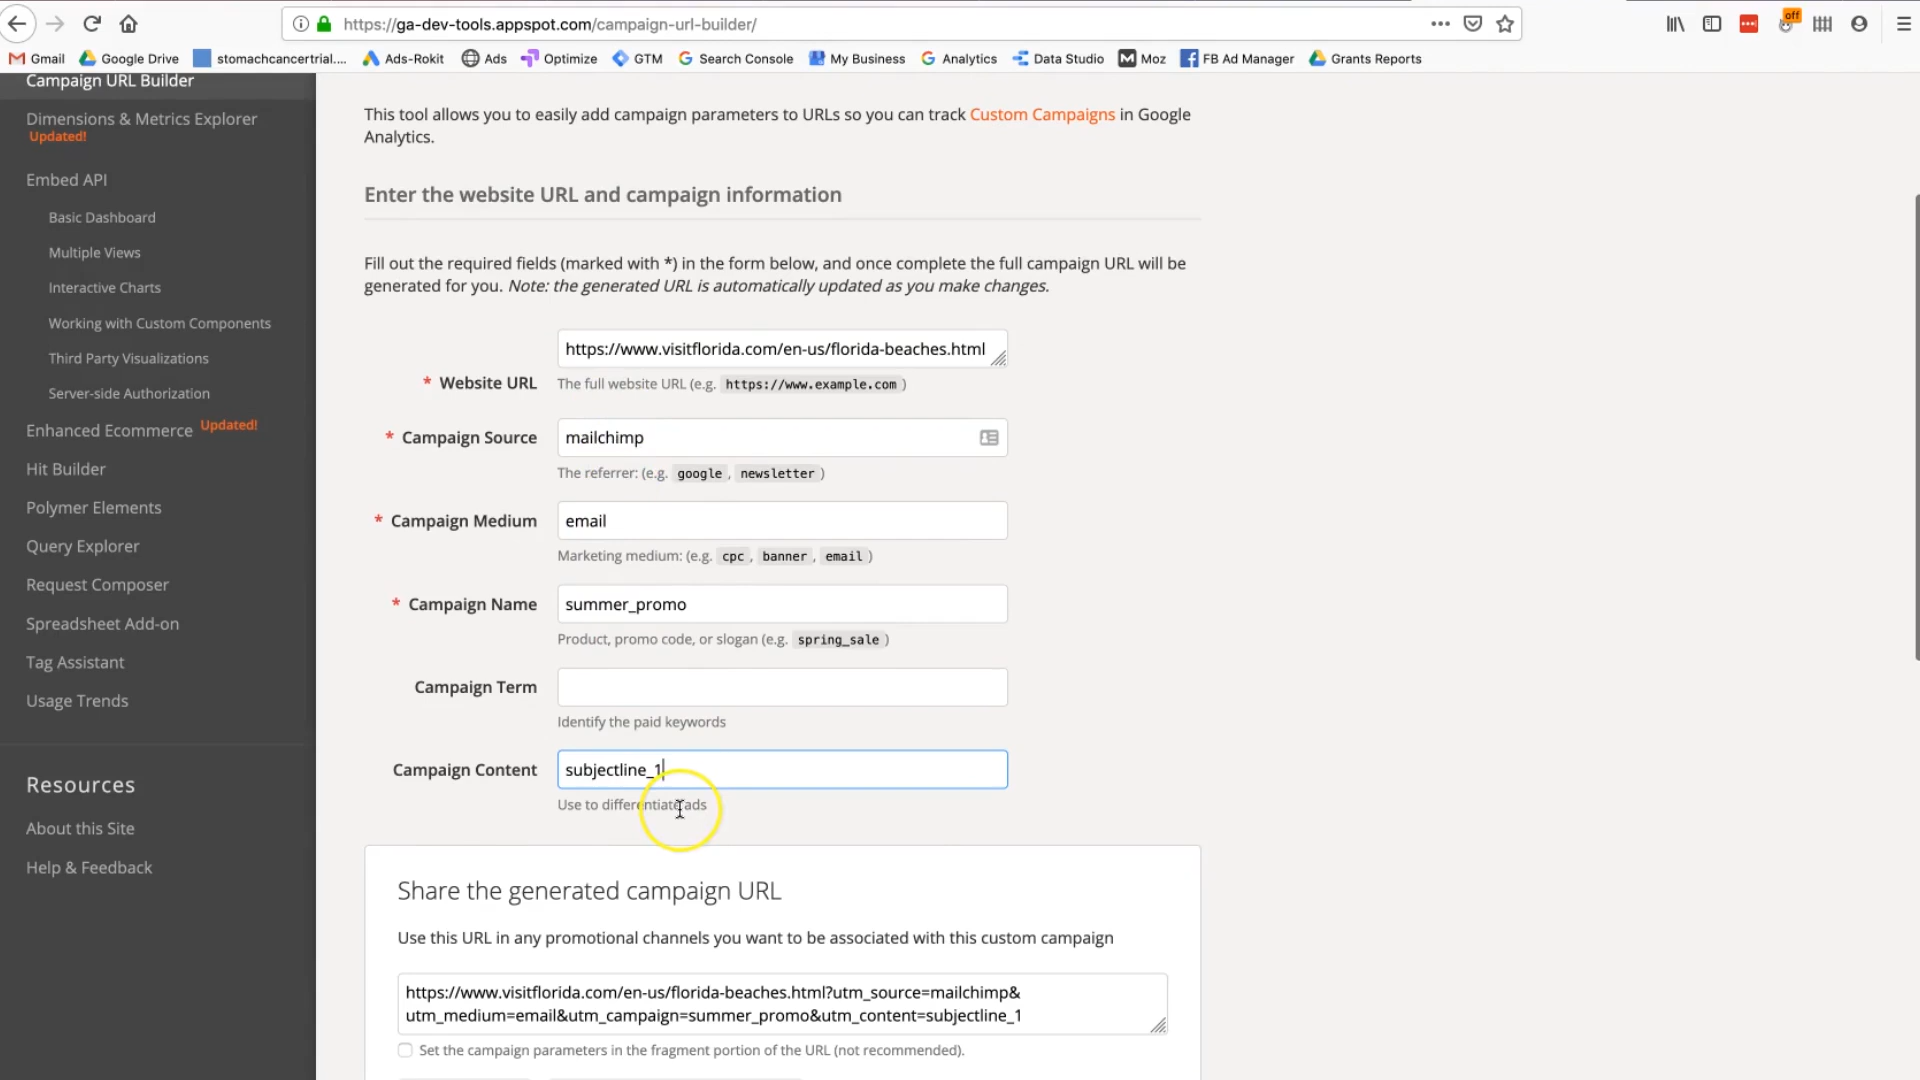 https://ga-dev-tools.appspot.com/campaign-url-builder/
off
Gmail Google Drive stomachcancertrial.... Ads-Rokit Ads Optimize GTM Search Console My Business Analytics Data Studio Moz FB Ad Manager Grants Reports
Campaign URL Builder
Dimensions & Metrics Explorer
Updated!
Embed API
Basic Dashboard
Multiple Views
Interactive Charts
Working with Custom Components
Third Party Visualizations
Server-side Authorization
Enhanced Ecommerce Updated!
Hit Builder
Polymer Elements
Query Explorer
Request Composer
Spreadsheet Add-on
Tag Assistant
Usage Trends
Resources
About this Site
Help & Feedback
This tool allows you to easily add campaign parameters to URLs so you can track Custom Campaigns in Google
Analytics.
Enter the website URL and campaign information
Fill out the required fields (marked with *) in the form below, and once complete the full campaign URL will be
generated for you. Note: the generated URL is automatically updated as you make changes.
https://www.visitflorida.com/en-us/florida-beaches.html
* Website URL
The full website URL (e.g. https://www.example.com )
* Campaign Source mailchimp
The referrer: (e.g. google , newsletter )
* Campaign Medium email
Marketing medium: (e.g. cpc , banner , email )
* Campaign Name summer_promo
Product, promo code, or slogan (e.g. spring_sale )
Campaign Term
Identify the paid keywords
Campaign Content subjectline_1
Use to differentiate ads
Share the generated campaign URL
Use this URL in any promotional channels you want to be associated with this custom campaign
https://www.visitflorida.com/en-us/florida-beaches.html?utm_source=mailchimp&
utm_medium=email&utm_campaign=summer_promo&utm_content=subjectline_1
Set the campaign parameters in the fragment portion of the URL (not recommended).